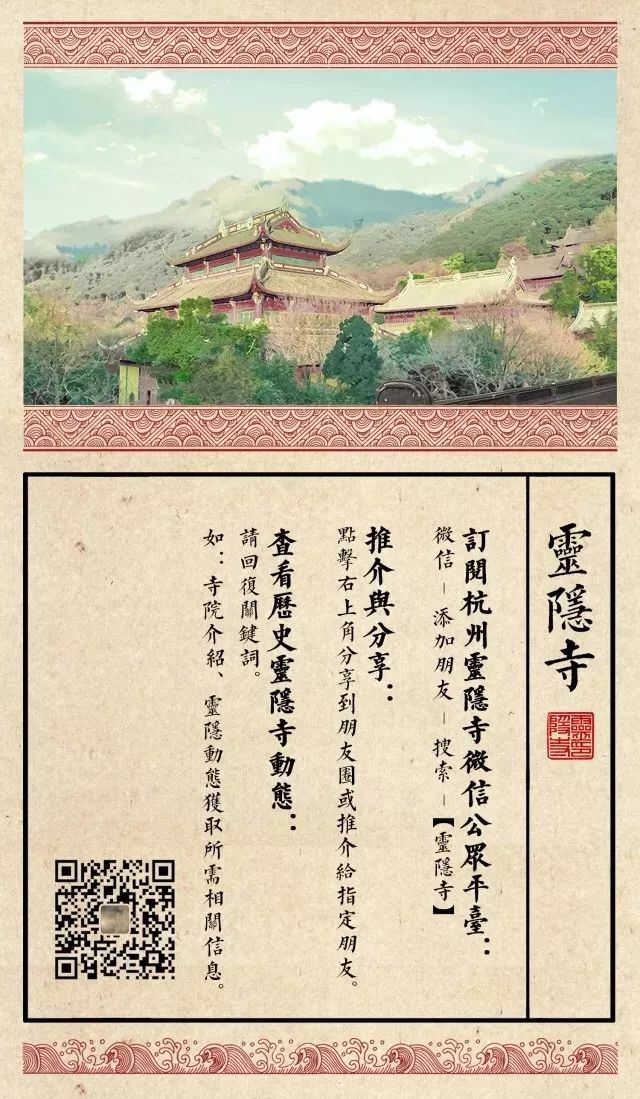 靈隱寺
靈隱寺
訂閱杭州靈隱寺微信公眾平臺：
微信－添加朋友－搜索－【靈隱寺】
推介與分享：
點擊右上角分享到朋友圈或推介給指定朋友。
查看歷史靈隱寺動態：
請回復關鍵詞。
如：寺院介紹、靈隱動態獲取所需相關信息。